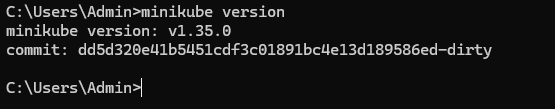 C:\Users\Admin>minikube version
minikube version: v1.35.0
commit: dd5d320e41b5451cdf3c01891bc4e13d189586ed-dirty
C:\Users\Admin>